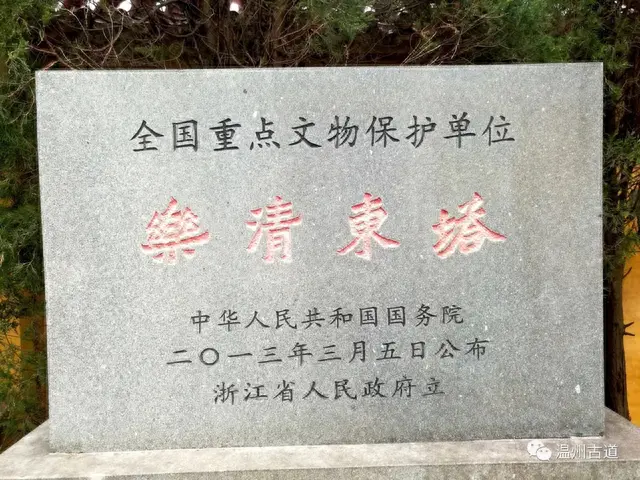 全国重点文物保护单位
樂清東塔
中华人民共和国国务院
二〇一三年三月五日公布
浙江省人民政府立
温州古道